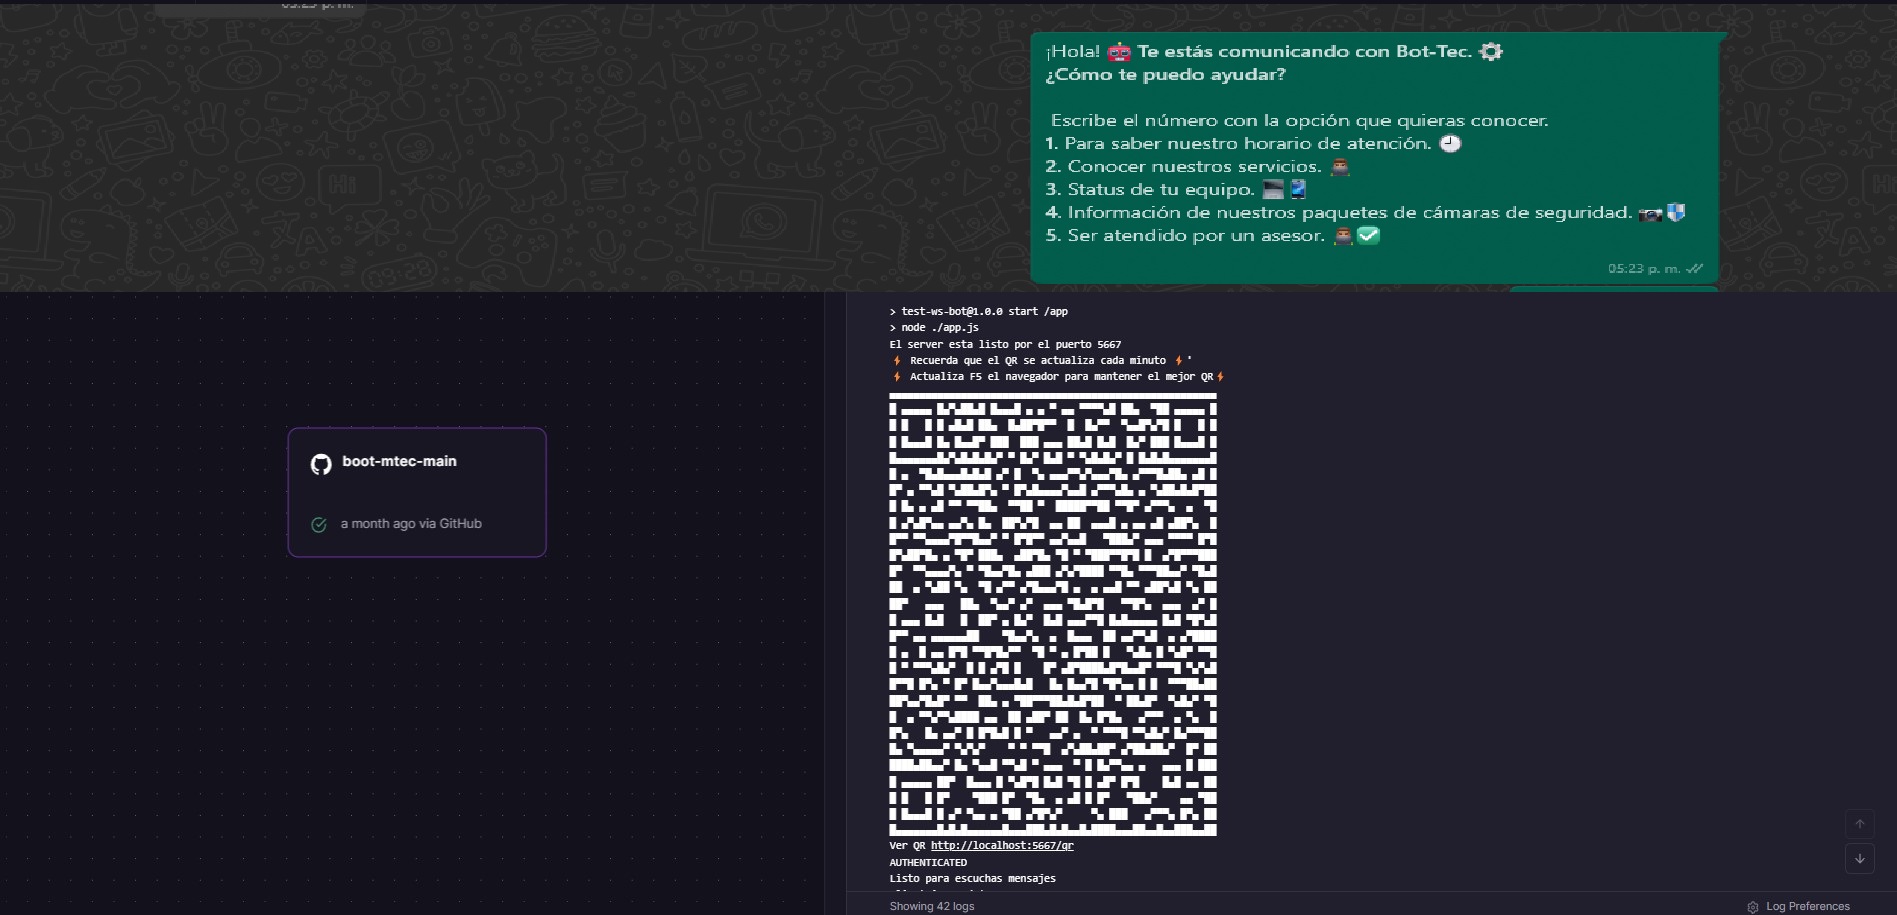 05:23 p. m.
¡Hola! 🤖 Te estás comunicando con Bot-Tec. ⚙️
¿Cómo te puedo ayudar?
Escribe el número con la opción que quieras conocer.
1. Para saber nuestro horario de atención. 🕘
2. Conocer nuestros servicios.
3. Status de tu equipo. 💻📱
4. Información de nuestros paquetes de cámaras de seguridad. 📷🛡️
5. Ser atendido por un asesor. ✅
05:23 p. m.
boot-mtec-main
a month ago via GitHub
> test-ws-bot@1.0.0 start /app
> node ./app.js
El server esta listo por el puerto 5667
⚡ Recuerda que el QR se actualiza cada minuto ⚡'
⚡ Actualiza F5 el navegador para mantener el mejor QR⚡
Ver QR http://localhost:5667/qr
AUTHENTICATED
Listo para escuchas mensajes
Showing 42 logs
Log Preferences